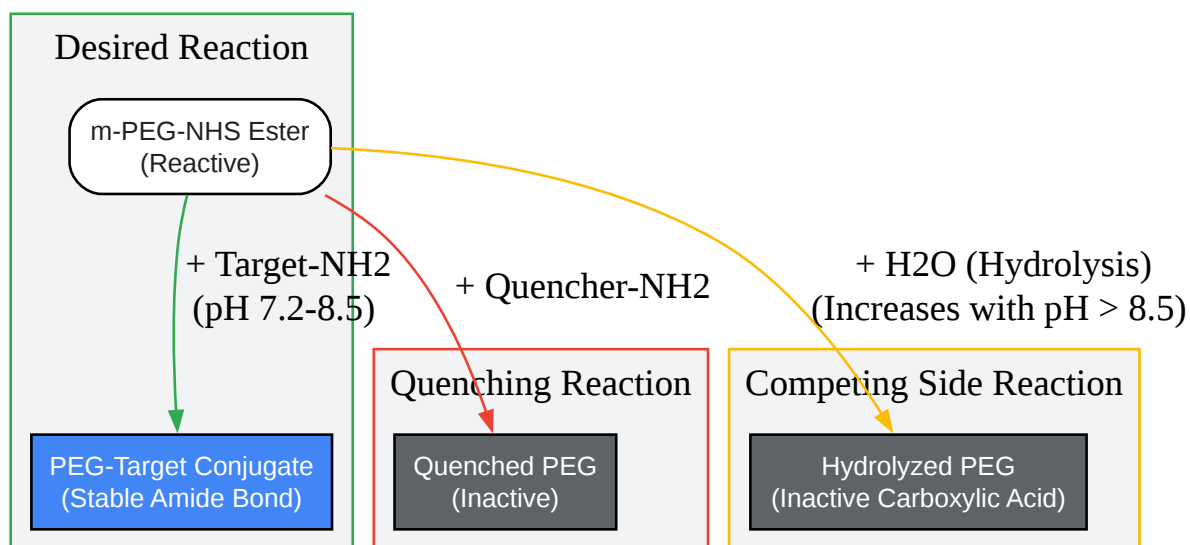 Desired Reaction
m-PEG-NHS Ester
(Reactive)
+ Target-NH2
(pH 7.2-8.5)
+ Quencher-NH2
+ H2O (Hydrolysis)
(Increases with pH > 8.5)
Quenching Reaction
Competing Side Reaction
PEG-Target Conjugate
(Stable Amide Bond)
Quenched PEG
(Inactive)
Hydrolyzed PEG
(Inactive Carboxylic Acid)